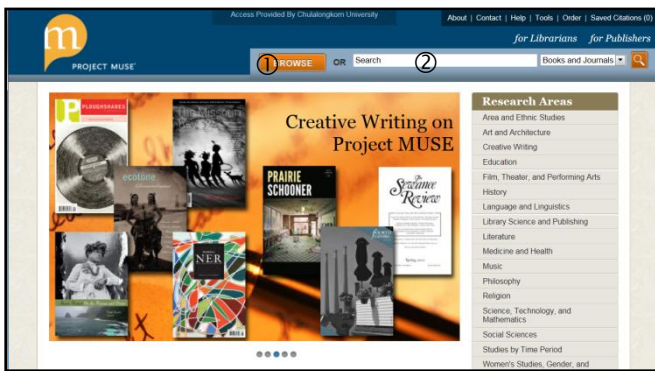 Access Provided By Chulalongkorn University
About | Contact | Help | Tools | Order | Saved Citations (0)
for Librarians for Publishers
m
PROJECT MUSE
① BROWSE OR Search ② Books and Journals
Creative Writing on
Project MUSE
PLOUGHSHARES
ecotone
PRAIRIE
SCHOONER
The
Sewanee
Review
NER
Research Areas
Area and Ethnic Studies
Art and Architecture
Creative Writing
Education
Film, Theater, and Performing Arts
History
Language and Linguistics
Library Science and Publishing
Literature
Medicine and Health
Music
Philosophy
Religion
Science, Technology, and
Mathematics
Social Sciences
Studies by Time Period
Women's Studies, Gender, and